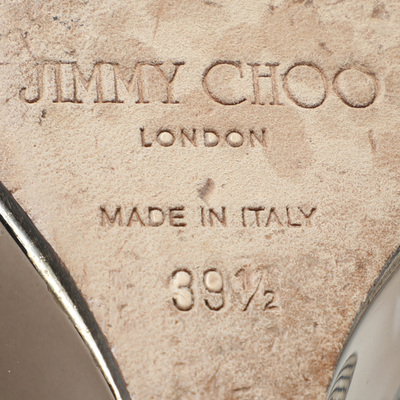 JIMMY CHOO
LONDON
MADE IN ITALY
39½